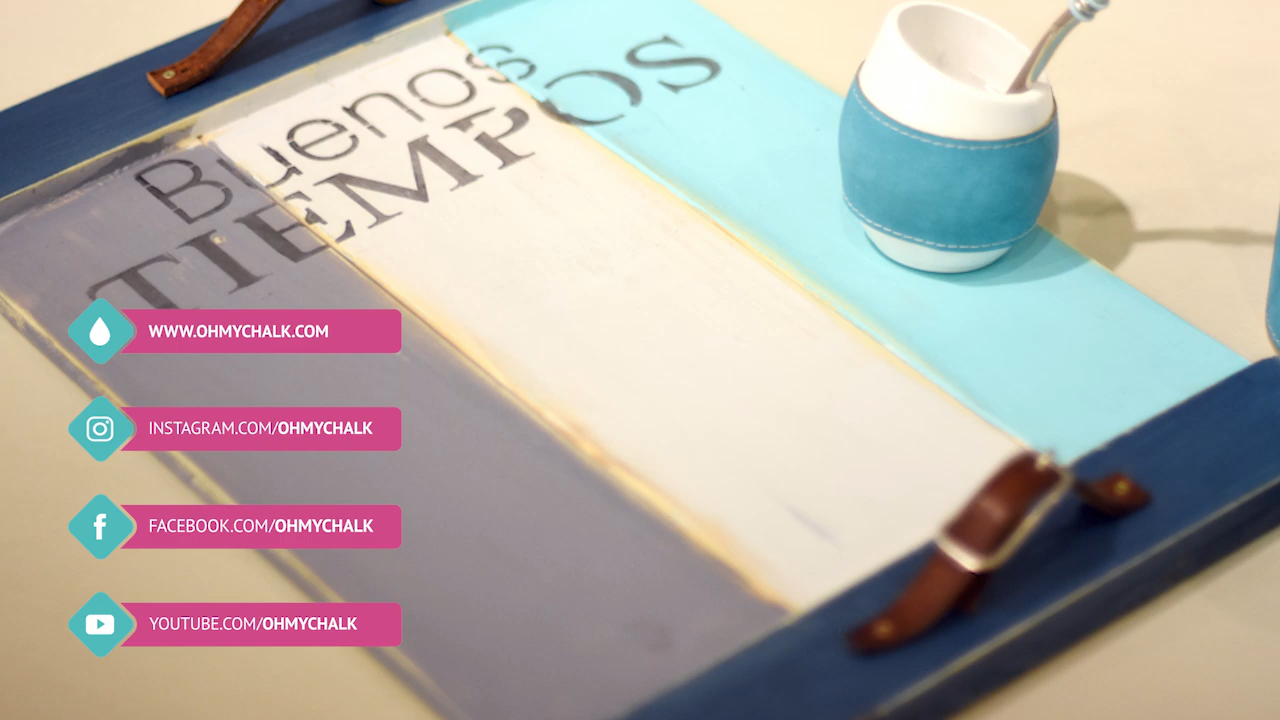 Buenos
TIEMPOS
WWW.OHMYCHALK.COM
INSTAGRAM.COM/OHMYCHALK
FACEBOOK.COM/OHMYCHALK
YOUTUBE.COM/OHMYCHALK